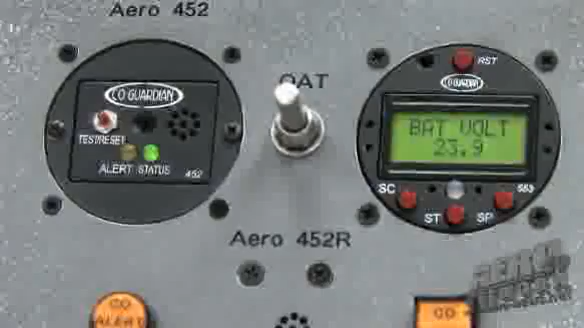 Aero 452
CO GUARDIAN
TEST/RESET
ALERT STATUS
452
OAT
RST
CO GUARDIAN
BAT VOLT
23.9
SC
ST
SP
553
Aero 452R
CO
ALERT
CO
AERO